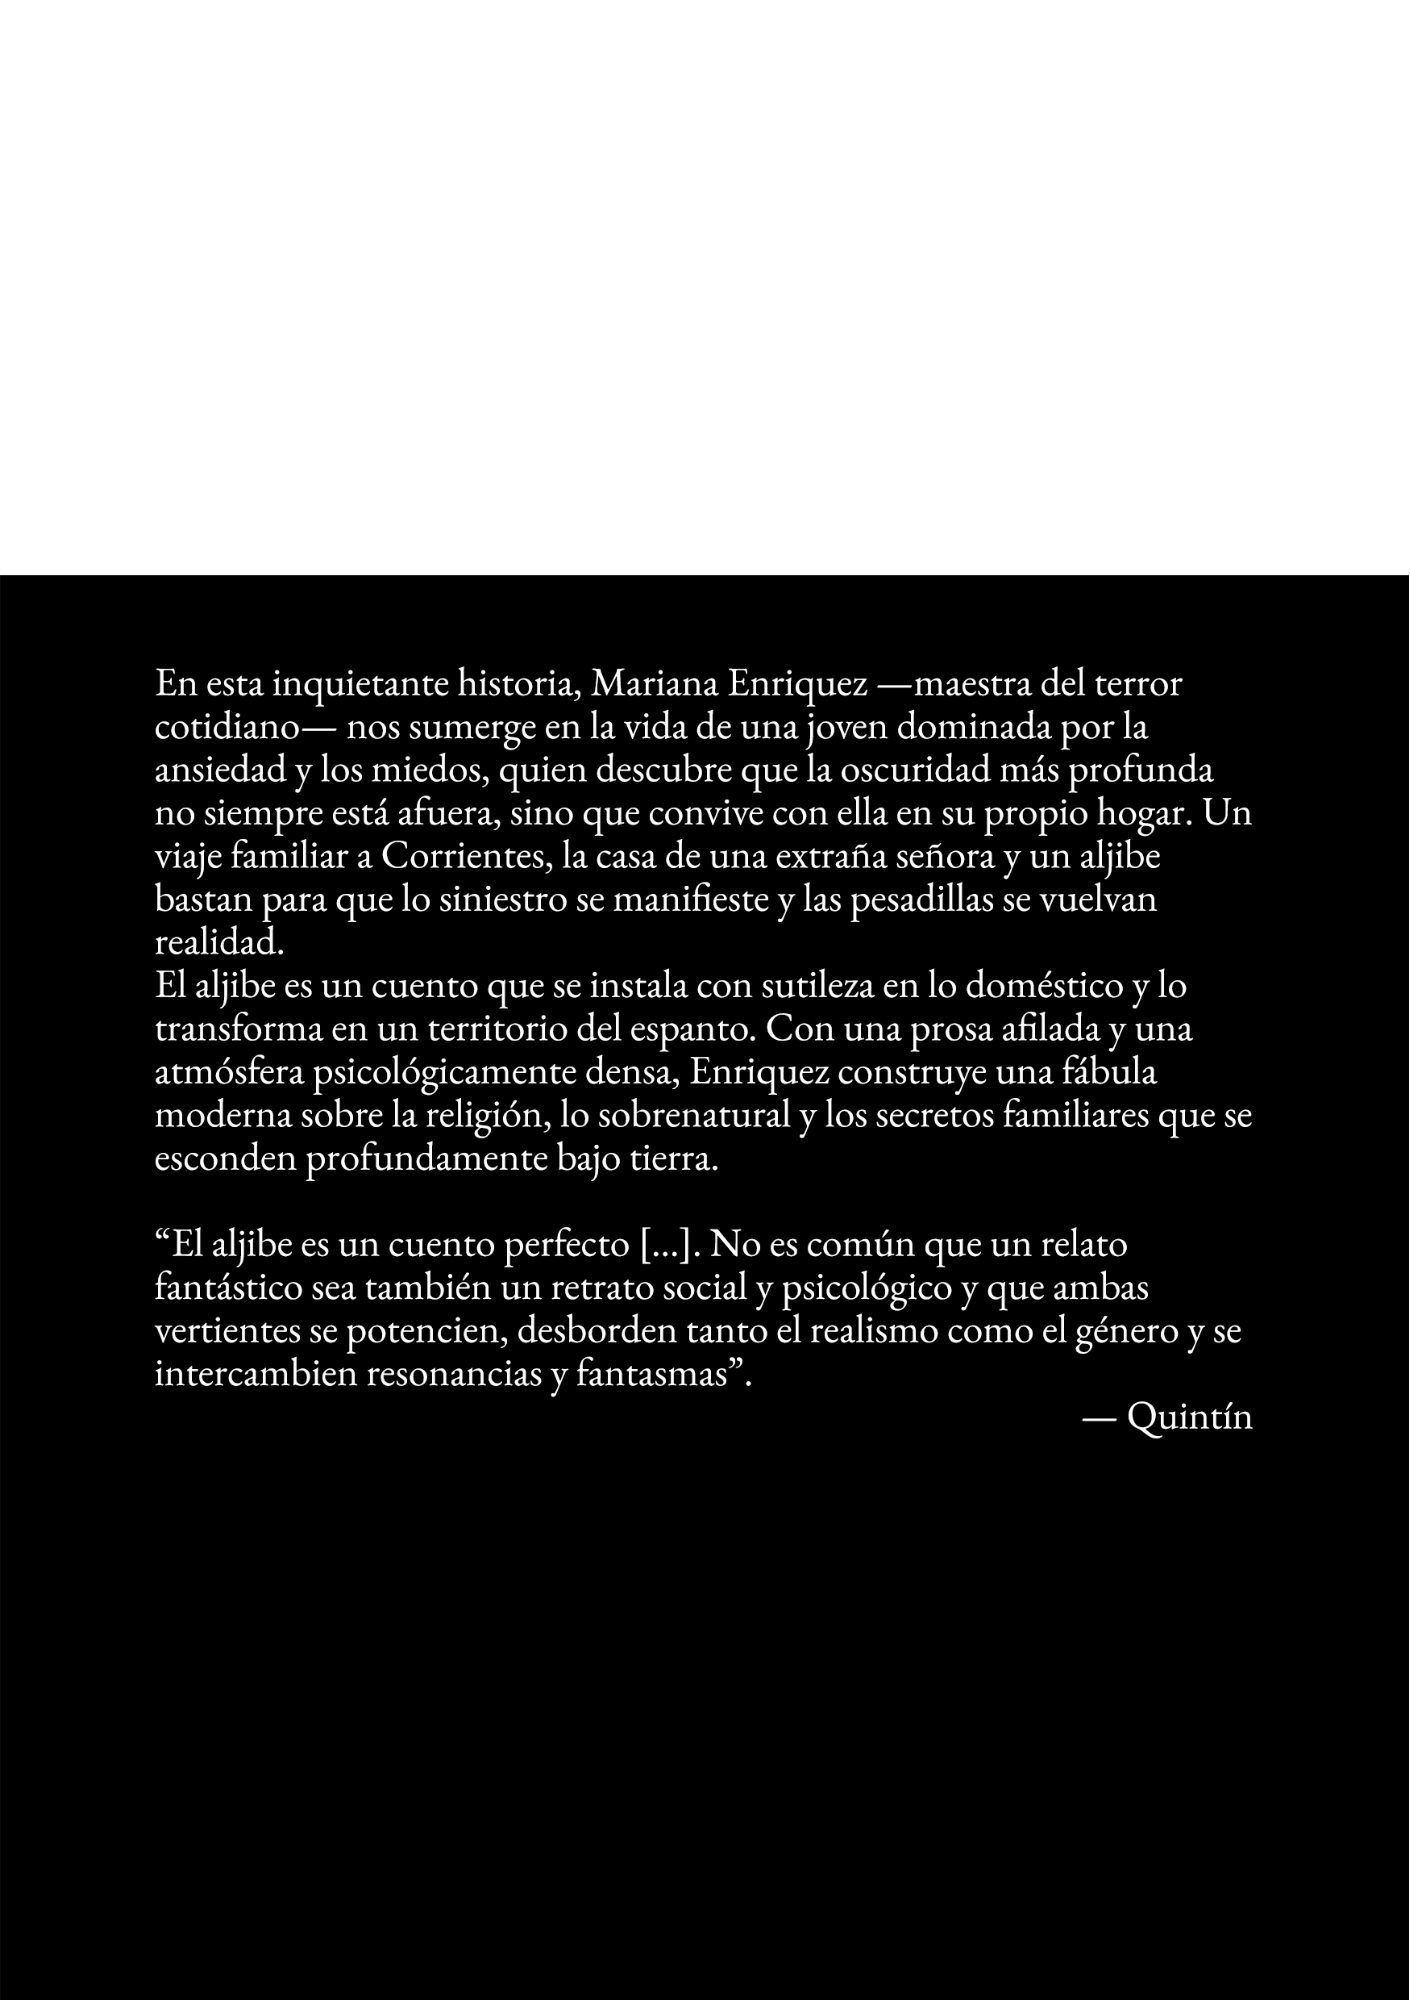 En esta inquietante historia, Mariana Enriquez —maestra del terror
cotidiano— nos sumerge en la vida de una joven dominada por la
ansiedad y los miedos, quien descubre que la oscuridad más profunda
no siempre está afuera, sino que convive con ella en su propio hogar. Un
viaje familiar a Corrientes, la casa de una extraña señora y un aljibe
bastan para que lo siniestro se manifieste y las pesadillas se vuelvan
realidad.
El aljibe es un cuento que se instala con sutileza en lo doméstico y lo
transforma en un territorio del espanto. Con una prosa afilada y una
atmósfera psicológicamente densa, Enriquez construye una fábula
moderna sobre la religión, lo sobrenatural y los secretos familiares que se
esconden profundamente bajo tierra.
“El aljibe es un cuento perfecto [...]. No es común que un relato
fantástico sea también un retrato social y psicológico y que ambas
vertientes se potencien, desborden tanto el realismo como el género y se
intercambien resonancias y fantasmas”.
— Quintín